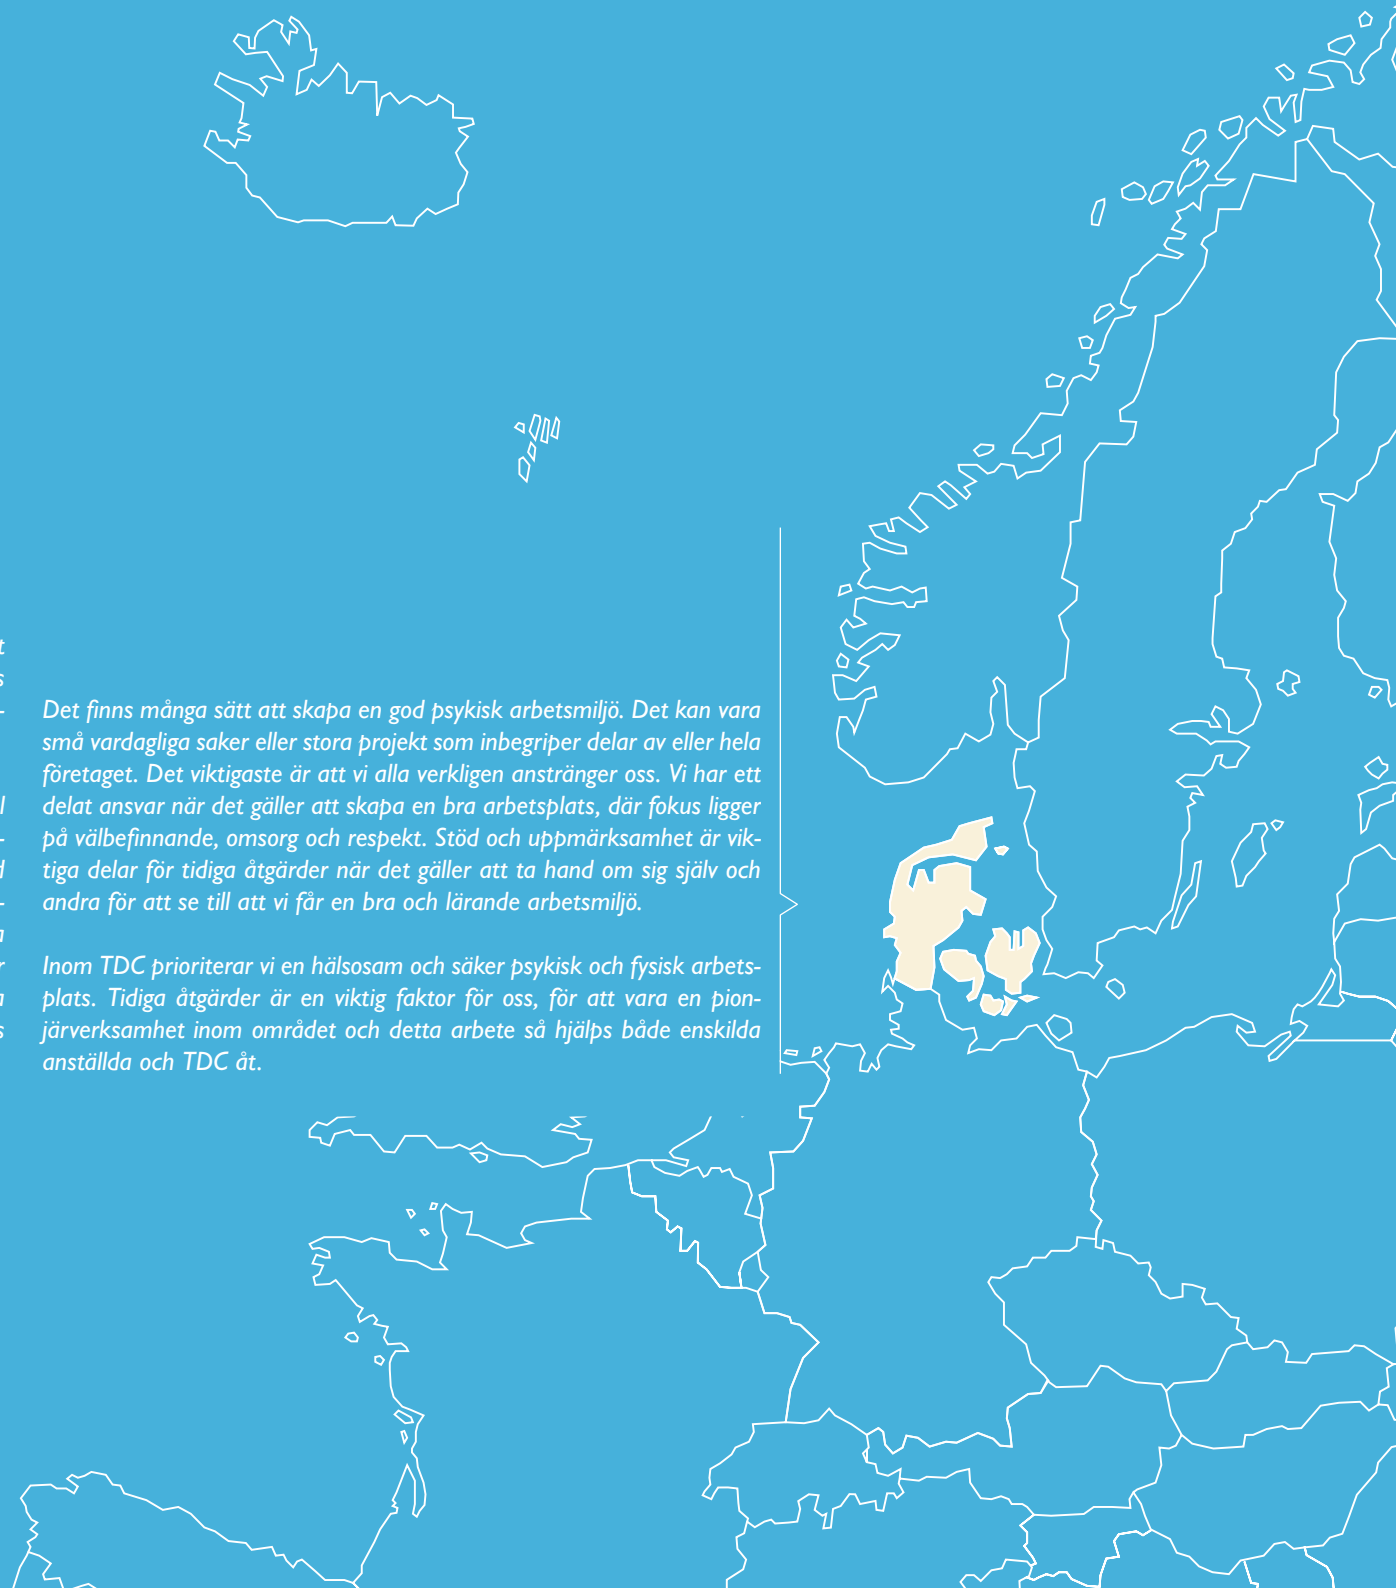 t
s
-
l
-
d
-
a
r
a
s
Det finns många sätt att skapa en god psykisk arbetsmiljö. Det kan vara
små vardagliga saker eller stora projekt som inbegriper delar av eller hela
företaget. Det viktigaste är att vi alla verkligen anstränger oss. Vi har ett
delat ansvar när det gäller att skapa en bra arbetsplats, där fokus ligger
på välbefinnande, omsorg och respekt. Stöd och uppmärksamhet är vik-
tiga delar för tidiga åtgärder när det gäller att ta hand om sig själv och
andra för att se till att vi får en bra och lärande arbetsmiljö.
Inom TDC prioriterar vi en hälsosam och säker psykisk och fysisk arbets-
plats. Tidiga åtgärder är en viktig faktor för oss, för att vara en pion-
järverksamhet inom området och detta arbete så hjälps både enskilda
anställda och TDC åt.